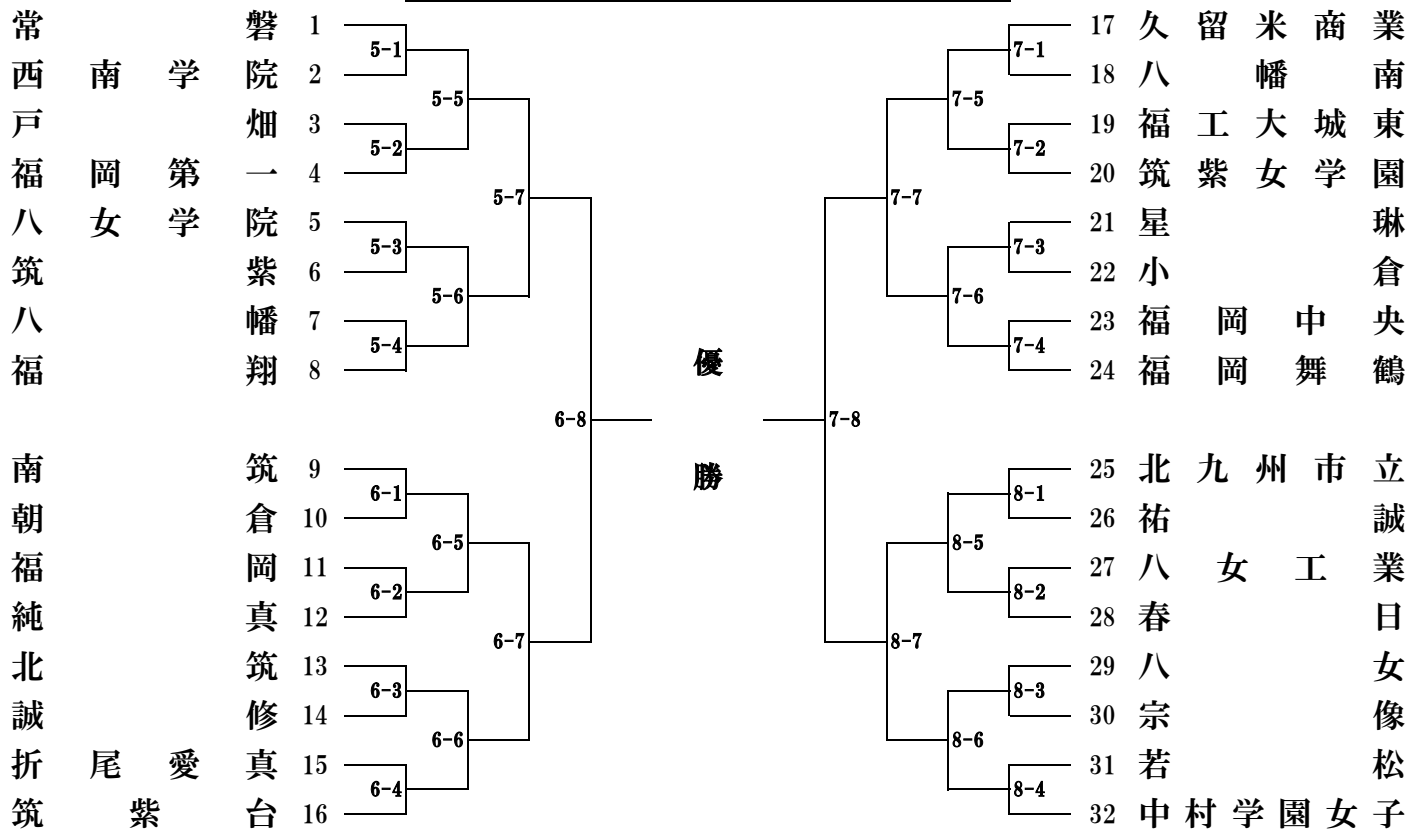 常磐 1
5-1
西南学院 2
5-5
戸畑 3
5-2
福岡第一 4
5-7
八女学院 5
5-3
筑紫 6
5-6
八幡 7
5-4
福翔 8
6-8
南筑 9
6-1
朝倉 10
6-5
福岡 11
6-2
純真 12
6-7
北筑 13
6-3
誠修 14
6-6
折尾愛真 15
6-4
筑紫台 16
優勝
17 久留米商業
7-1
18 八幡南
7-5
19 福工大城東
7-2
20 筑紫女学園
7-7
21 星琳
7-3
22 小倉
7-6
23 福岡中央
7-4
24 福岡舞鶴
7-8
25 北九州市立
8-1
26 祐誠
8-5
27 八女工業
8-2
28 春日
8-7
29 八女
8-3
30 宗像
8-6
31 若松
8-4
32 中村学園女子